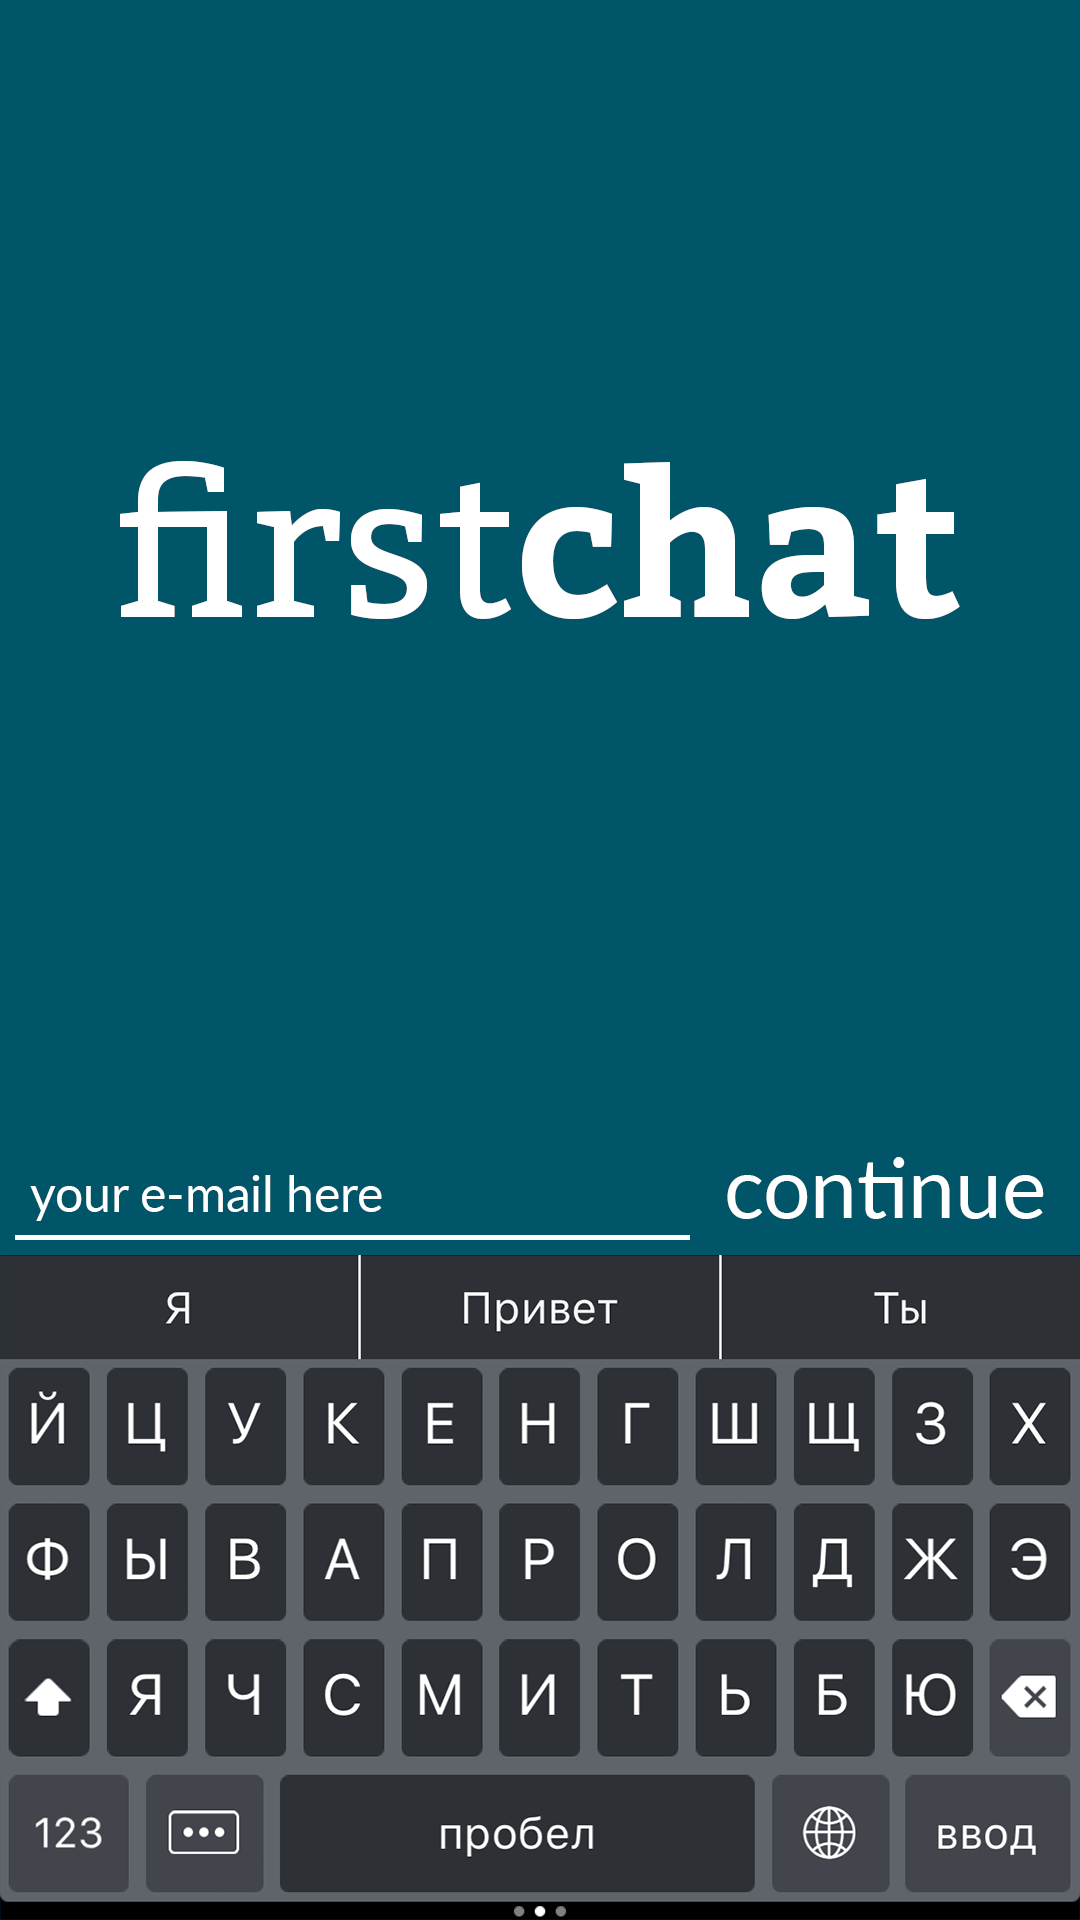 firstchat
your e-mail here
continue
Я Привет Ты
Й Ц У К Е Н Г Ш Щ З Х
Ф Ы В А П Р О Л Д Ж Э
Я Ч С М И Т Ь Б Ю
123 пробел ввод